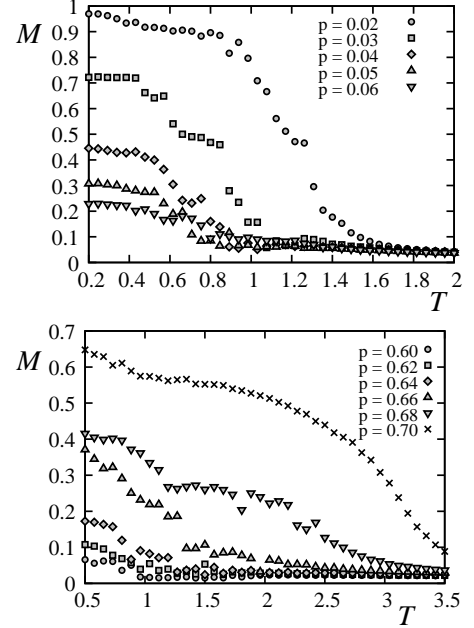 M
1
0.9
0.8
0.7
0.6
0.5
0.4
0.3
0.2
0.1
0
p = 0.02
p = 0.03
p = 0.04
p = 0.05
p = 0.06
0.2 0.4 0.6 0.8 1 1.2 1.4 1.6 1.8 2
T
M
0.7
0.6
0.5
0.4
0.3
0.2
0.1
0
p = 0.60
p = 0.62
p = 0.64
p = 0.66
p = 0.68
p = 0.70
0.5 1 1.5 2 2.5 3 3.5
T